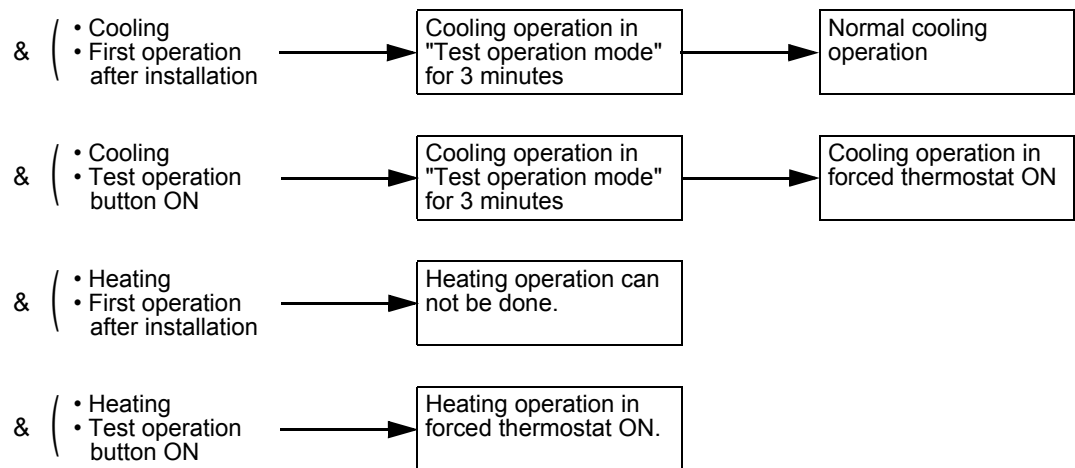 & ( • Cooling
• First operation
after installation
Cooling operation in
"Test operation mode"
for 3 minutes
Normal cooling
operation
& ( • Cooling
• Test operation
button ON
Cooling operation in
"Test operation mode"
for 3 minutes
Cooling operation in
forced thermostat ON
& ( • Heating
• First operation
after installation
Heating operation can
not be done.
& ( • Heating
• Test operation
button ON
Heating operation in
forced thermostat ON.